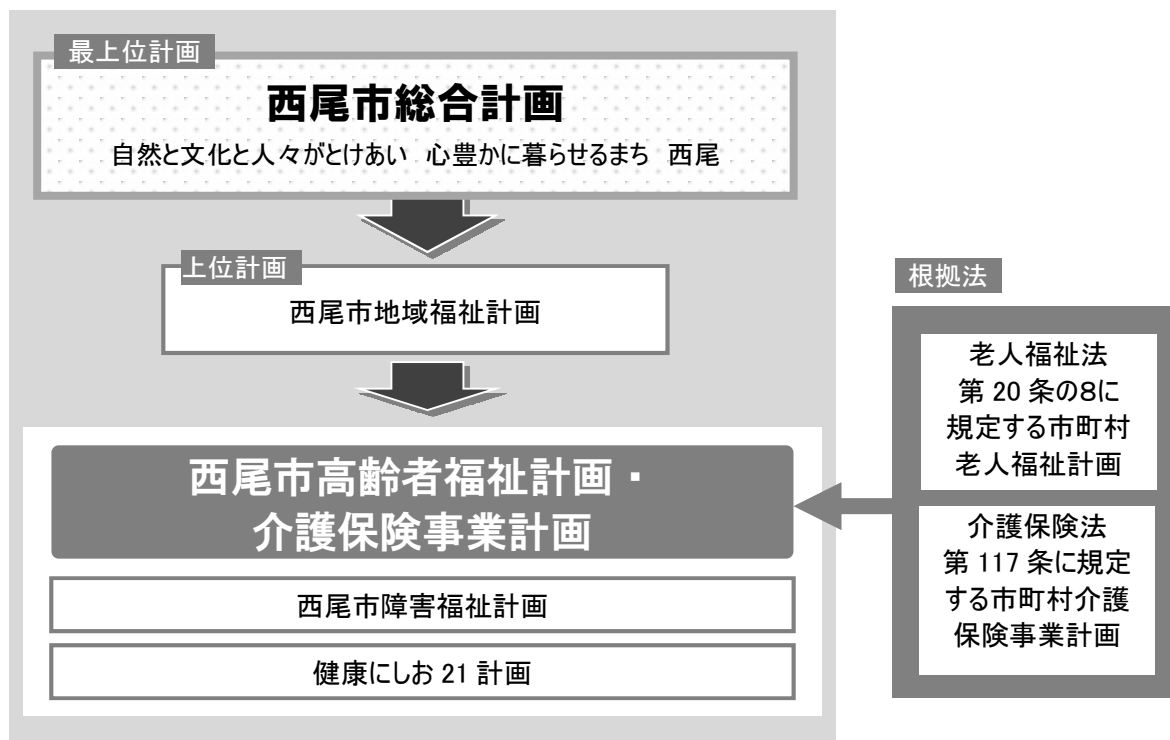 最上位計画
西尾市総合計画
自然と文化と人々がとけあい 心豊かに暮らせるまち 西尾
上位計画
西尾市地域福祉計画
西尾市高齢者福祉計画・
介護保険事業計画
西尾市障害福祉計画
健康にしお 21 計画
根拠法
老人福祉法
第 20 条の8に
規定する市町村
老人福祉計画
介護保険法
第 117 条に規定
する市町村介護
保険事業計画